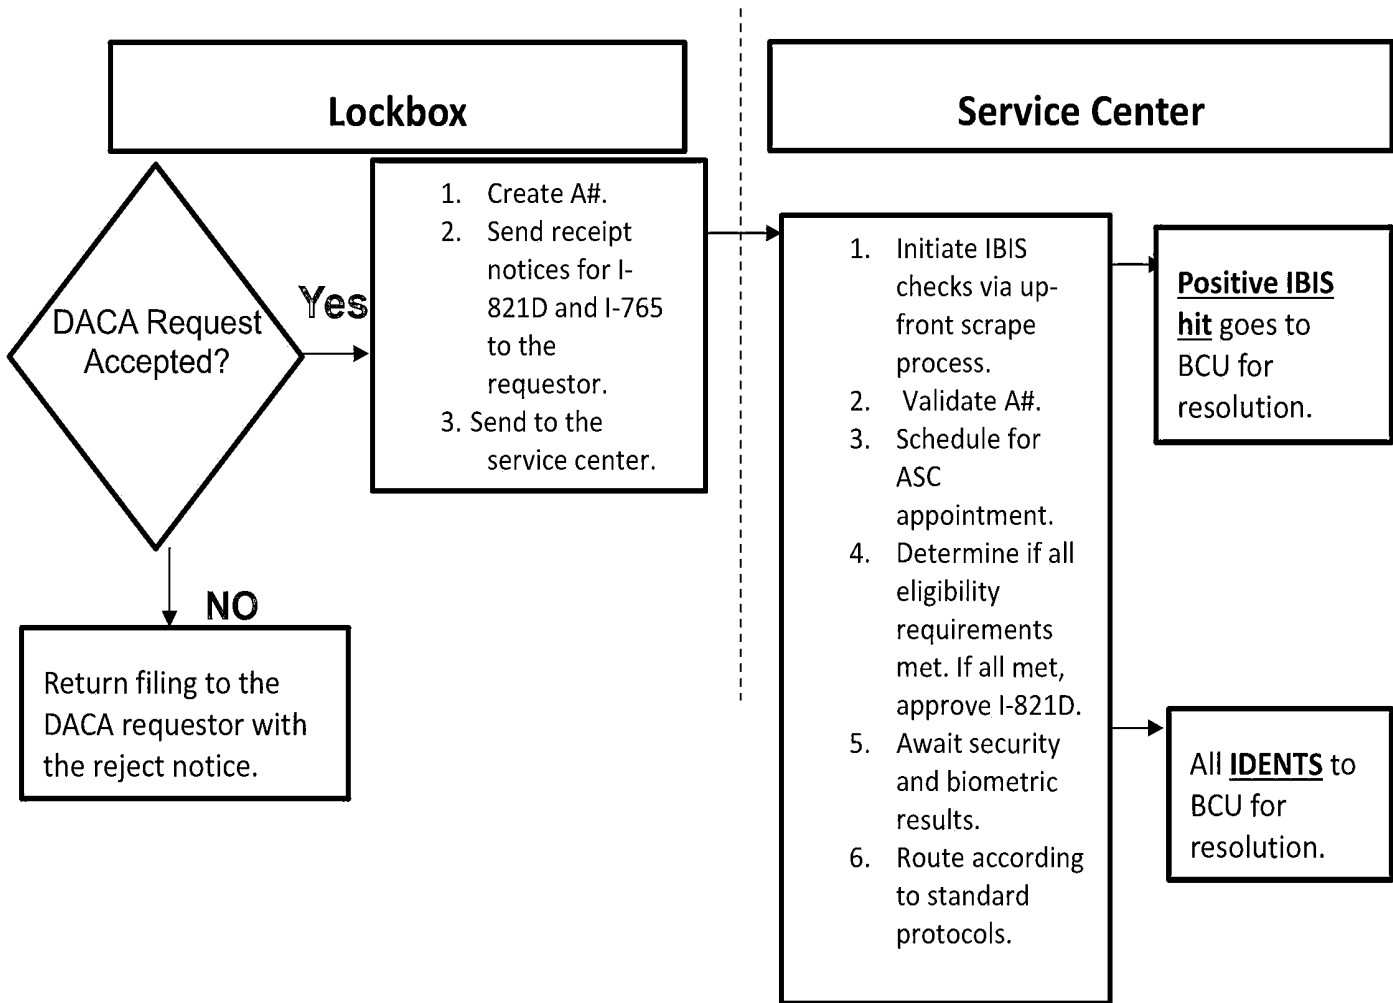 Lockbox
Service Center
DACA Request
Accepted?
Yes
1. Create A#.
2. Send receipt
notices for I-
821D and I-765
to the
requestor.
3. Send to the
service center.
NO
Return filing to the
DACA requestor with
the reject notice.
1. Initiate IBIS
checks via up-
front scrape
process.
2. Validate A#.
3. Schedule for
ASC
appointment.
4. Determine if all
eligibility
requirements
met. If all met,
approve I-821D.
5. Await security
and biometric
results.
6. Route according
to standard
protocols.
Positive IBIS
hit goes to
BCU for
resolution.
All IDENTS to
BCU for
resolution.